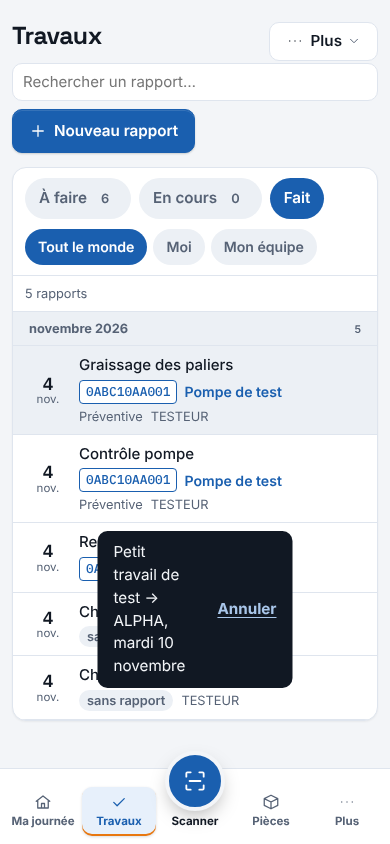 Travaux
··· Plus
Rechercher un rapport...
+ Nouveau rapport
À faire 6
En cours 0
Fait
Tout le monde
Moi
Mon équipe
5 rapports
novembre 2026 5
4 nov.
Graissage des paliers
0ABC10AA001 Pompe de test
Préventive TESTEUR
4 nov.
Contrôle pompe
0ABC10AA001 Pompe de test
Préventive TESTEUR
4 nov.
4 nov.
4 nov.
sans rapport TESTEUR
Petit
travail de
test →
ALPHA,
mardi 10
novembre
Annuler
Ma journée
Travaux
Scanner
Pièces
··· Plus